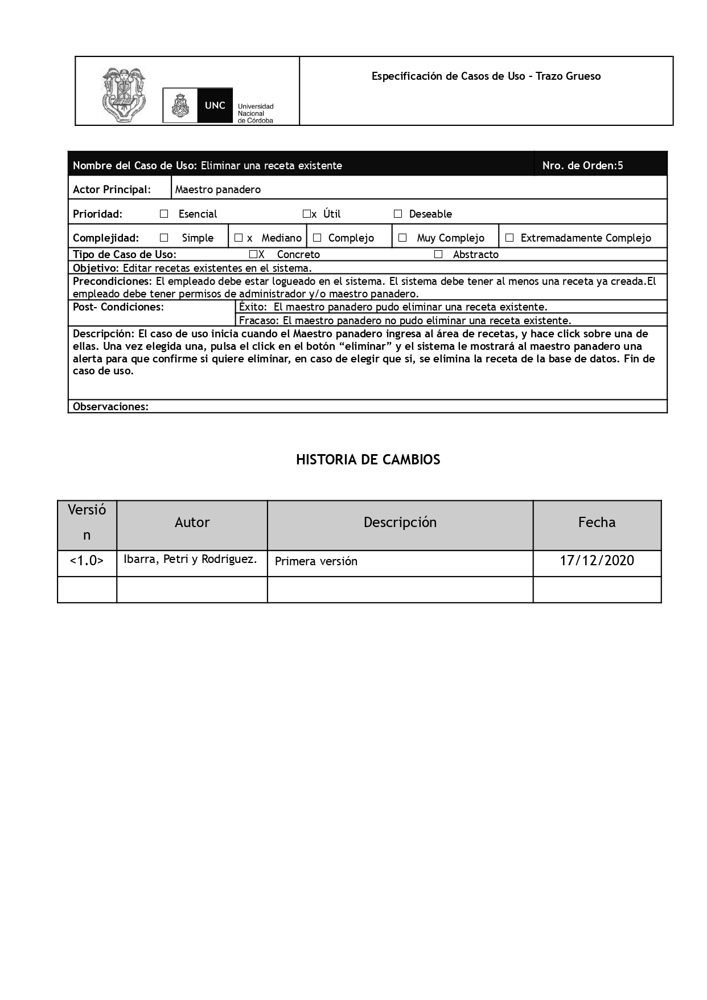 UNC
Universidad
Nacional
de Córdoba
Especificación de Casos de Uso – Trazo Grueso
Nombre del Caso de Uso: Eliminar una receta existente Nro. de Orden:5
Actor Principal: Maestro panadero
Prioridad: ☐ Esencial ☐x Útil ☐ Deseable
Complejidad: ☐ Simple ☐ x Mediano ☐ Complejo ☐ Muy Complejo ☐ Extremadamente Complejo
Tipo de Caso de Uso: ☐X Concreto ☐ Abstracto
Objetivo: Editar recetas existentes en el sistema.
Precondiciones: El empleado debe estar logueado en el sistema. El sistema debe tener al menos una receta ya creada.El
empleado debe tener permisos de administrador y/o maestro panadero.
Post- Condiciones: Éxito: El maestro panadero pudo eliminar una receta existente.
Fracaso: El maestro panadero no pudo eliminar una receta existente.
Descripción: El caso de uso inicia cuando el Maestro panadero ingresa al área de recetas, y hace click sobre una de
ellas. Una vez elegida una, pulsa el click en el botón “eliminar” y el sistema le mostrará al maestro panadero una
alerta para que confirme si quiere eliminar, en caso de elegir que si, se elimina la receta de la base de datos. Fin de
caso de uso.
Observaciones:
HISTORIA DE CAMBIOS
Versió
n
Autor Descripción Fecha
<1.0> Ibarra, Petri y Rodriguez. Primera versión 17/12/2020